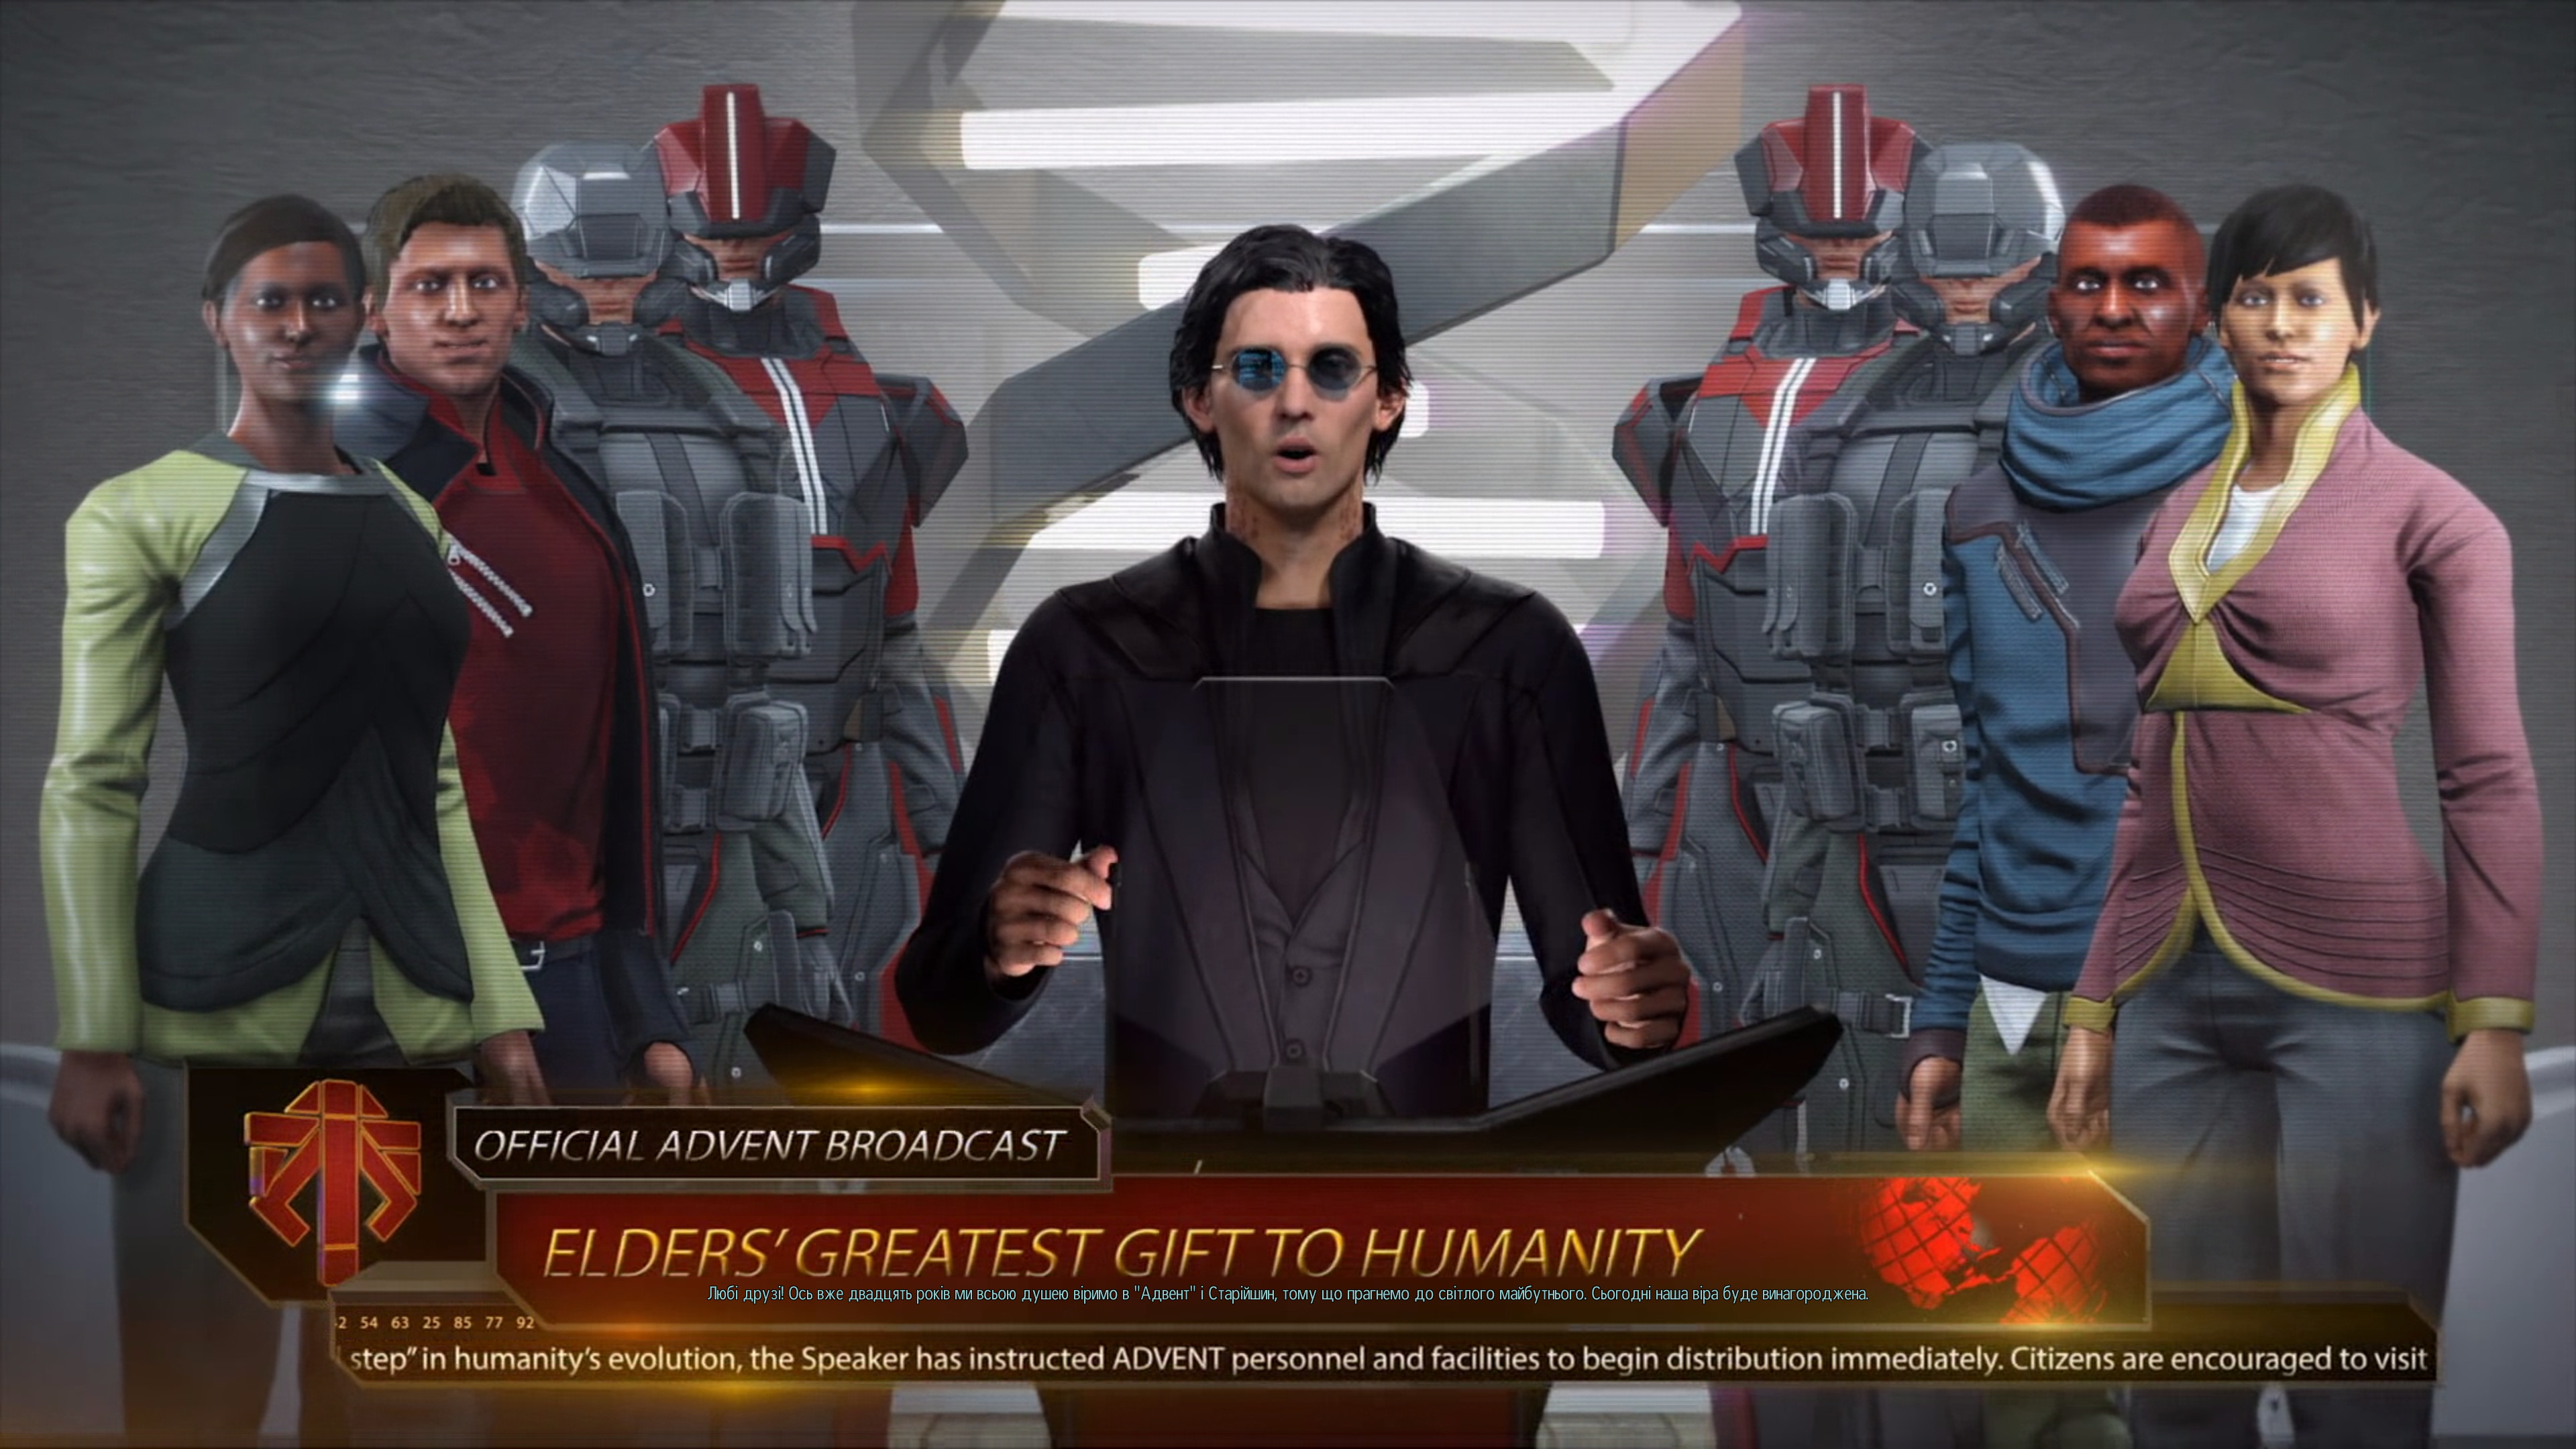 OFFICIAL ADVENT BROADCAST
ELDERS’ GREATEST GIFT TO HUMANITY
Любі друзі! Ось вже двадцять років ми всьою душею віримо в "Адвент" і Старійшин, тому що прагнемо до світлого майбутнього. Сьогодні наша віра буде винагороджена.
2 54 63 25 85 77 92
step” in humanity’s evolution, the Speaker has instructed ADVENT personnel and facilities to begin distribution immediately. Citizens are encouraged to visit